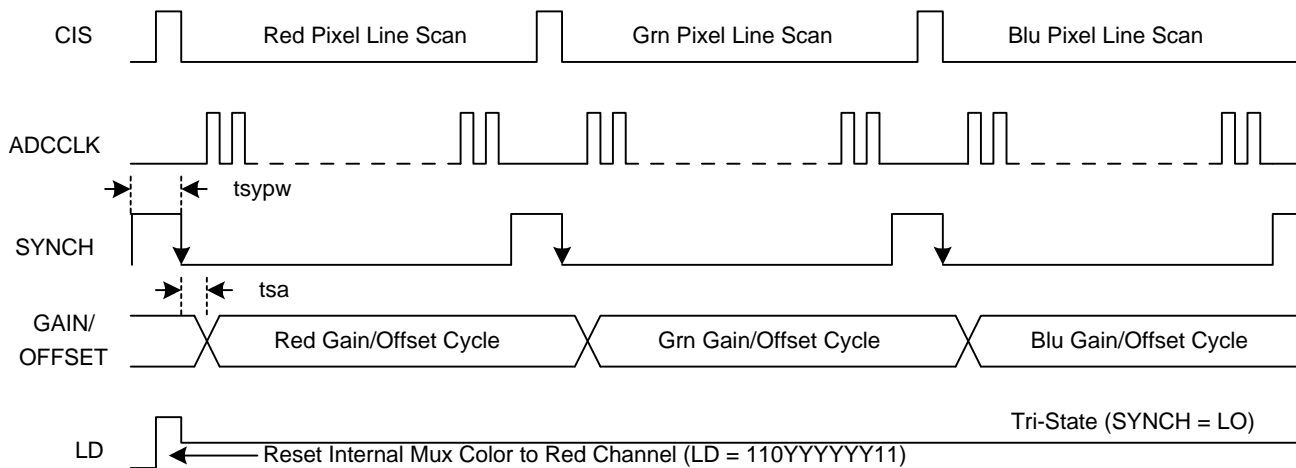 CIS
Red Pixel Line Scan
Grn Pixel Line Scan
Blu Pixel Line Scan
ADCCLK
tsypw
SYNCH
tsa
GAIN/
OFFSET
Red Gain/Offset Cycle
Grn Gain/Offset Cycle
Blu Gain/Offset Cycle
Tri-State (SYNCH = LO)
LD
Reset Internal Mux Color to Red Channel (LD = 110YYYYYY11)